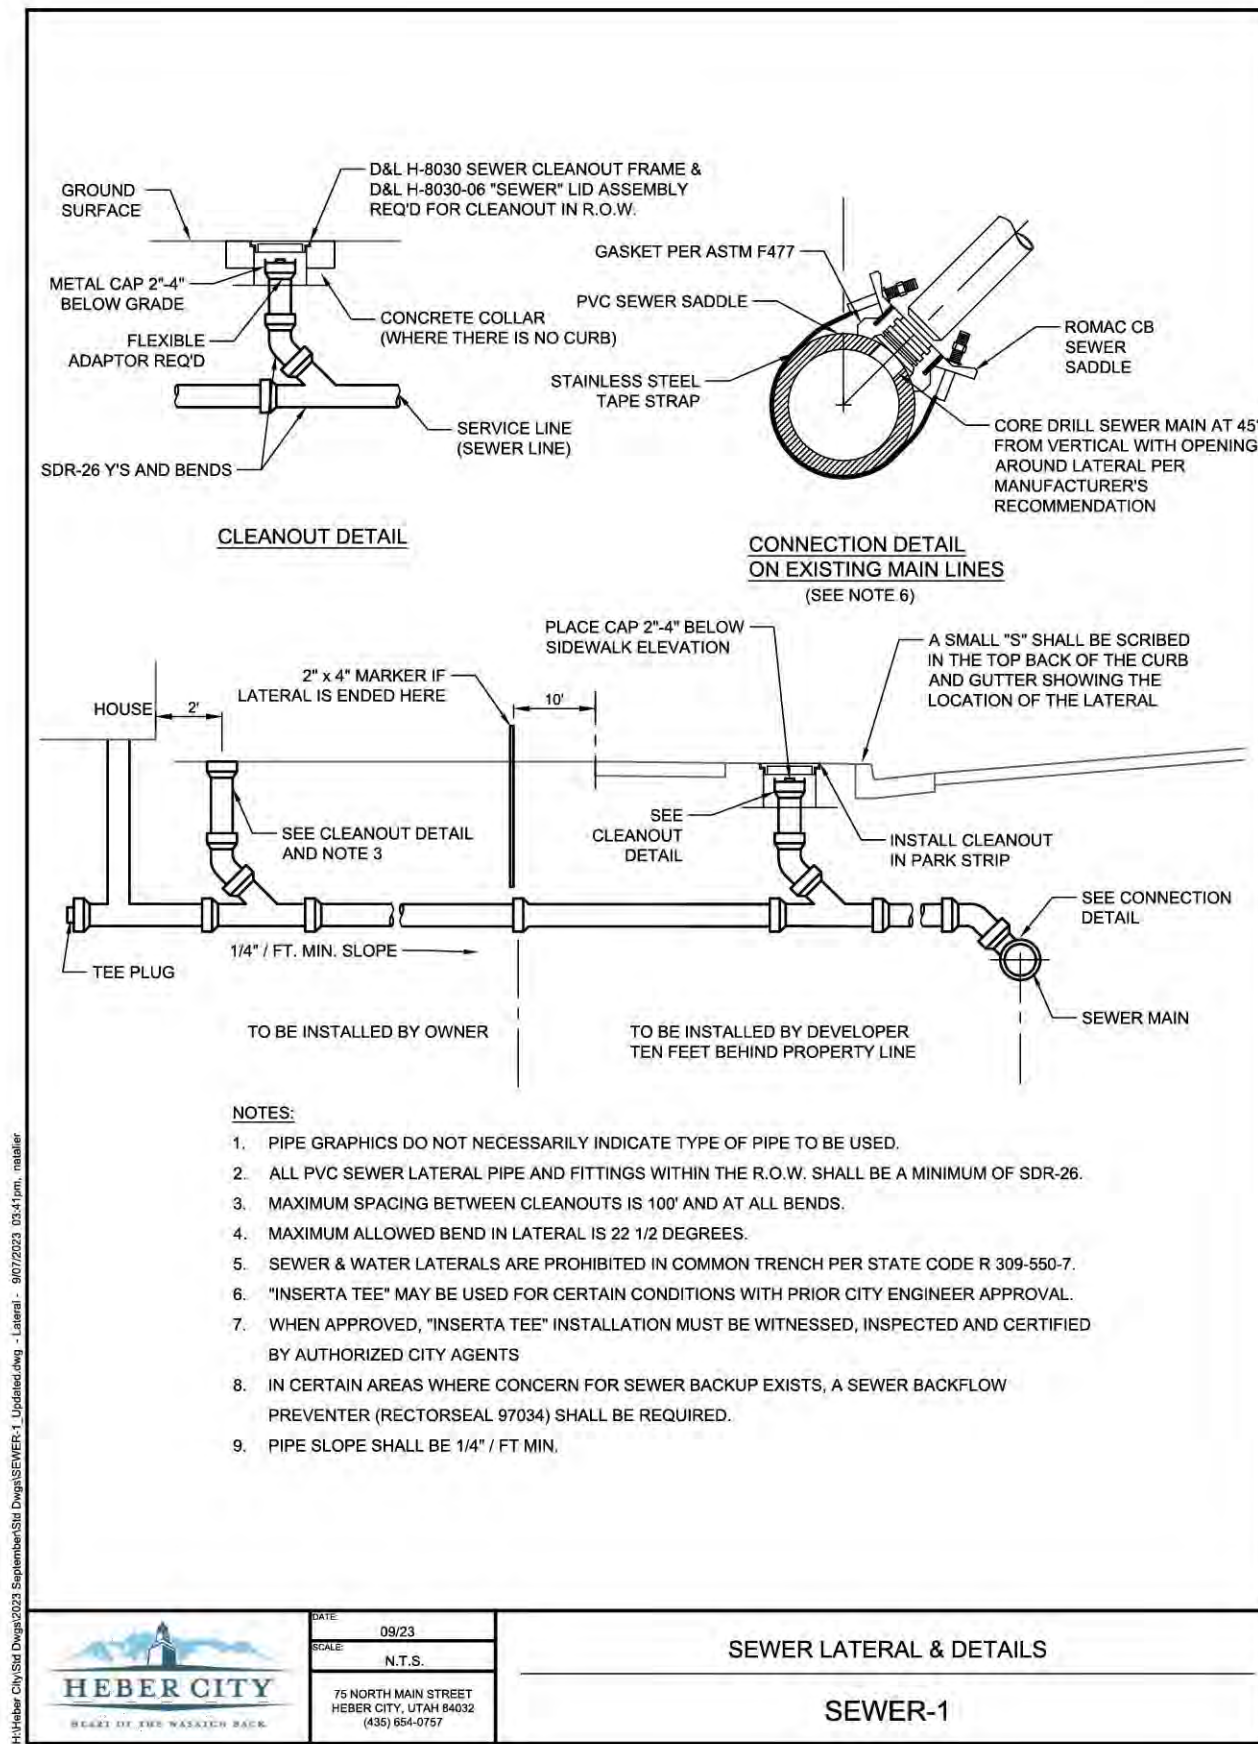 D&L H-8030 SEWER CLEANOUT FRAME &
D&L H-8030-06 "SEWER" LID ASSEMBLY
REQ'D FOR CLEANOUT IN R.O.W.
GROUND
SURFACE
METAL CAP 2"-4"
BELOW GRADE
FLEXIBLE
ADAPTOR REQ'D
CONCRETE COLLAR
(WHERE THERE IS NO CURB)
SERVICE LINE
(SEWER LINE)
SDR-26 Y'S AND BENDS
CLEANOUT DETAIL
GASKET PER ASTM F477
PVC SEWER SADDLE
STAINLESS STEEL
TAPE STRAP
ROMAC CB
SEWER
SADDLE
CORE DRILL SEWER MAIN AT 45°
FROM VERTICAL WITH OPENING
AROUND LATERAL PER
MANUFACTURER'S
RECOMMENDATION
CONNECTION DETAIL
ON EXISTING MAIN LINES
(SEE NOTE 6)
PLACE CAP 2"-4" BELOW
SIDEWALK ELEVATION
A SMALL "S" SHALL BE SCRIBED
IN THE TOP BACK OF THE CURB
AND GUTTER SHOWING THE
LOCATION OF THE LATERAL
2" x 4" MARKER IF
LATERAL IS ENDED HERE
HOUSE
2'
10'
SEE CLEANOUT DETAIL
AND NOTE 3
SEE
CLEANOUT
DETAIL
INSTALL CLEANOUT
IN PARK STRIP
SEE CONNECTION
DETAIL
1/4" / FT. MIN. SLOPE
TEE PLUG
SEWER MAIN
TO BE INSTALLED BY OWNER
TO BE INSTALLED BY DEVELOPER
TEN FEET BEHIND PROPERTY LINE
NOTES:
1. PIPE GRAPHICS DO NOT NECESSARILY INDICATE TYPE OF PIPE TO BE USED.
2. ALL PVC SEWER LATERAL PIPE AND FITTINGS WITHIN THE R.O.W. SHALL BE A MINIMUM OF SDR-26.
3. MAXIMUM SPACING BETWEEN CLEANOUTS IS 100' AND AT ALL BENDS.
4. MAXIMUM ALLOWED BEND IN LATERAL IS 22 1/2 DEGREES.
5. SEWER & WATER LATERALS ARE PROHIBITED IN COMMON TRENCH PER STATE CODE R 309-550-7.
6. "INSERTA TEE" MAY BE USED FOR CERTAIN CONDITIONS WITH PRIOR CITY ENGINEER APPROVAL.
7. WHEN APPROVED, "INSERTA TEE" INSTALLATION MUST BE WITNESSED, INSPECTED AND CERTIFIED
BY AUTHORIZED CITY AGENTS
8. IN CERTAIN AREAS WHERE CONCERN FOR SEWER BACKUP EXISTS, A SEWER BACKFLOW
PREVENTER (RECTORSEAL 97034) SHALL BE REQUIRED.
9. PIPE SLOPE SHALL BE 1/4" / FT MIN.
H:\Heber City\Std Dwgs\2023 September\Std Dwgs\SEWER-1_Updated.dwg - Lateral - 9/07/2023 03:41pm, natalier
HEBER CITY
HEART OF THE WASATCH BACK
DATE:
09/23
SCALE:
N.T.S.
75 NORTH MAIN STREET
HEBER CITY, UTAH 84032
(435) 654-0757
SEWER LATERAL & DETAILS
SEWER-1